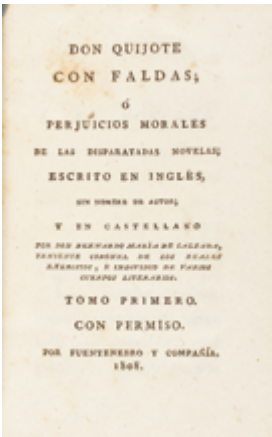 DON QUIJOTE
CON FALDAS;
Ó
PERJUICIOS MORALES
DE LAS DISPARATADAS NOVELAS;
ESCRITO EN INGLÈS,
SIN NOMBRE DE AUTOR;
Y EN CASTELLANO
POR DON BERNARDO MARÍA DE CALZADA,
TENIENTE CORONEL DE LOS REALES
EXÉRCITOS, É INDIVIDUO DE VARIOS
CUERPOS LITERARIOS.
TOMO PRIMERO.
CON PERMISO.
POR FUENTENEBRO Y COMPAÑÍA.
1808.